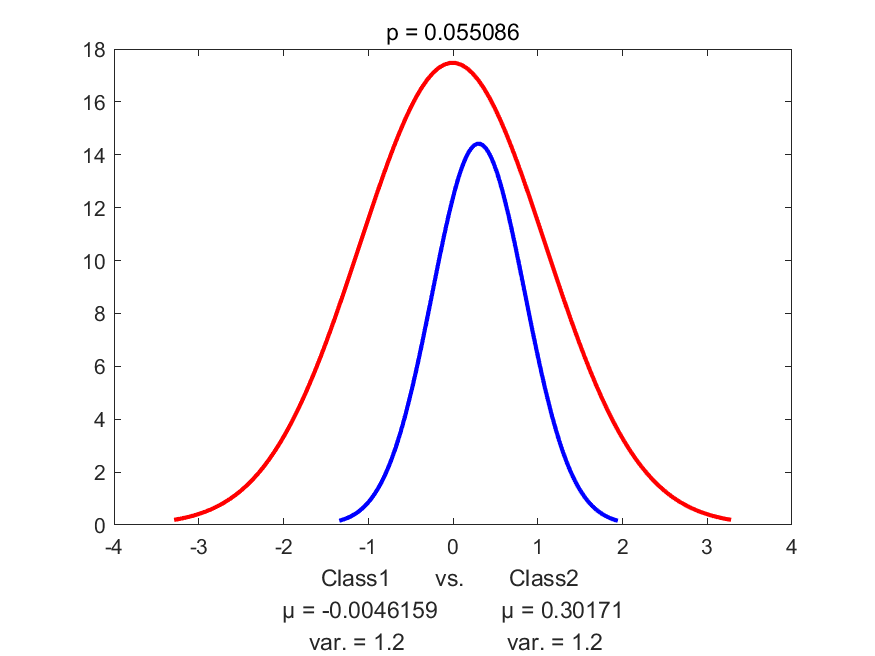 p = 0.055086
18
16
14
12
10
8
6
4
2
0
-4 -3 -2 -1 0 1 2 3 4
Class1 vs. Class2
μ = -0.0046159 μ = 0.30171
var. = 1.2 var. = 1.2